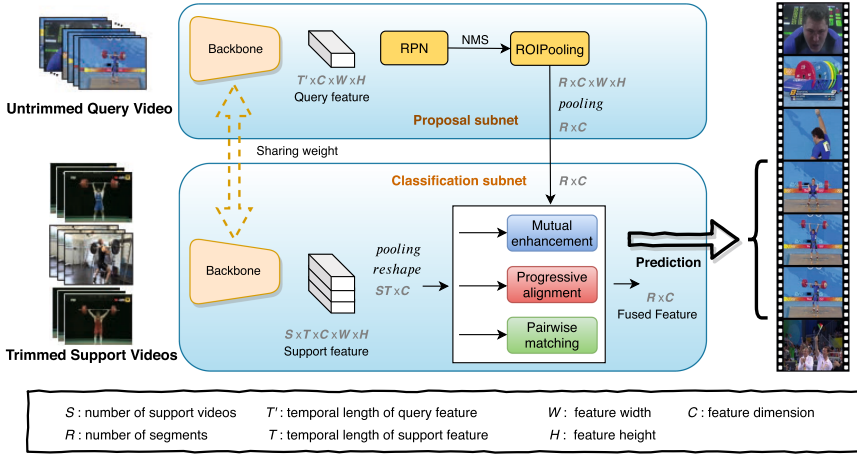 Backbone
RPN
NMS
ROIPooling
T' x C x W x H
Query feature
R x C x W x H
pooling
R x C
Untrimmed Query Video
Proposal subnet
Sharing weight
Classification subnet
R x C
Mutual
enhancement
Backbone
pooling
reshape
ST x C
Progressive
alignment
Prediction
R x C
Fused Feature
Pairwise
matching
S x T x C x W x H
Support feature
Trimmed Support Videos
S : number of support videos T' : temporal length of query feature W : feature width C : feature dimension
R : number of segments T : temporal length of support feature H : feature height